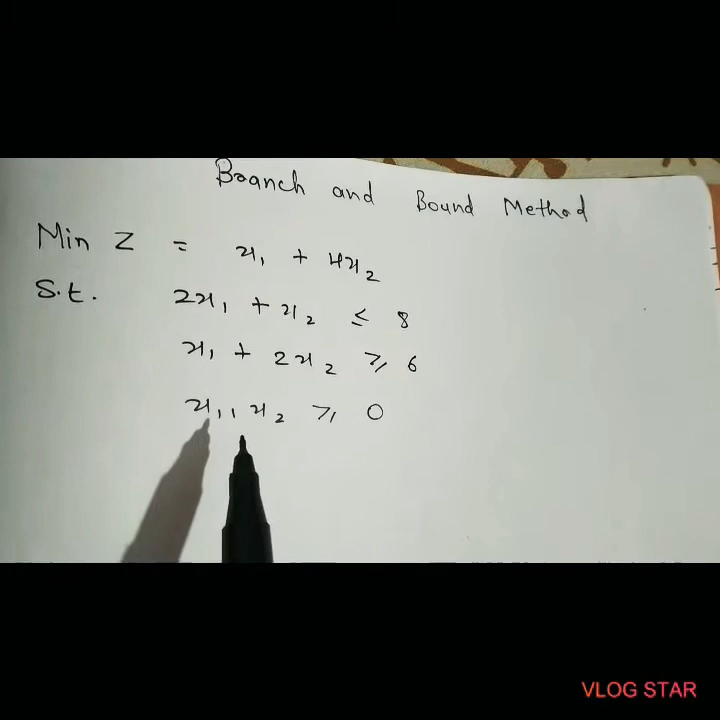 Branch and Bound Method
Min Z = x₁ + 4x₂
S.t. 2x₁ + x₂ ≤ 8
x₁ + 2x₂ ≥ 6
x₁, x₂ ≥ 0
VLOG STAR